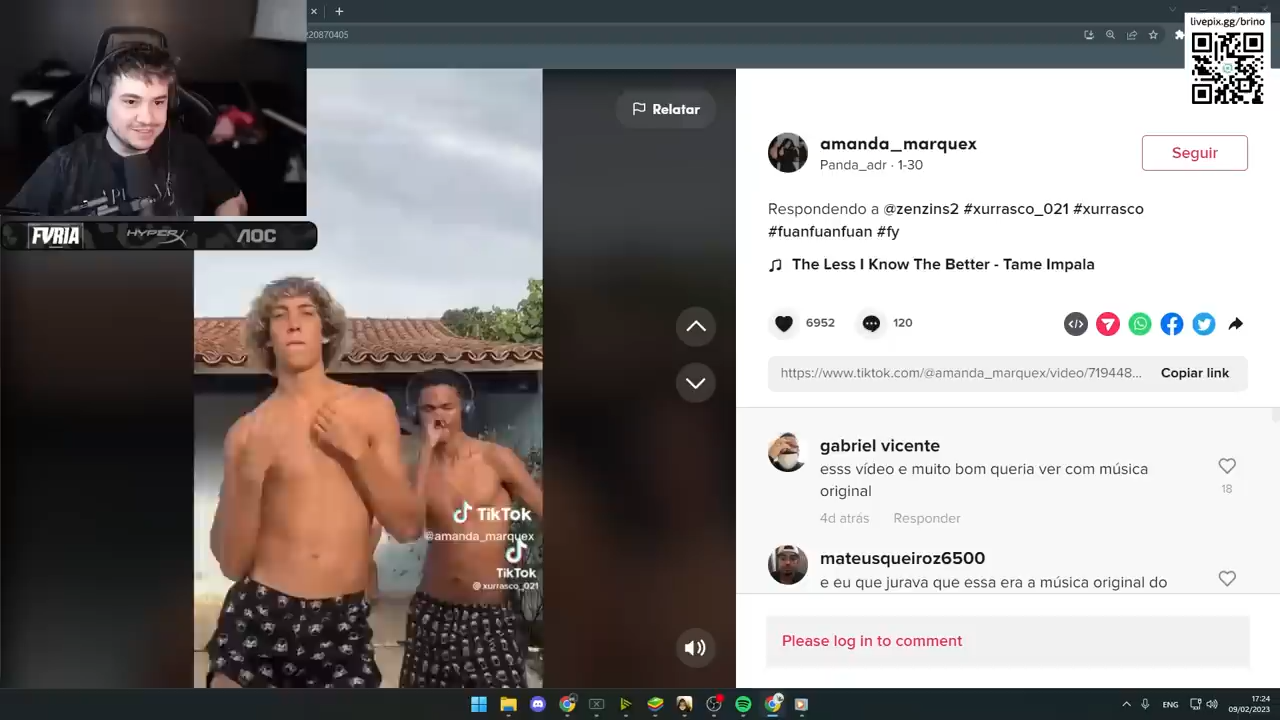 livepix.gg/brino
220870405
Relatar
amanda_marquex
Panda_adr · 1-30
Seguir
Respondendo a @zenzins2 #xurrasco_021 #xurrasco
#fuanfuanfuan #fy
The Less I Know The Better - Tame Impala
FVRIA
HYPERX
AOC
6952
120
https://www.tiktok.com/@amanda_marquex/video/719448...
Copiar link
gabriel vicente
esss vídeo e muito bom queria ver com música
original
18
4d atrás
Responder
TikTok
@amanda_marquex
TikTok
@xurrasco_021
mateusqueiroz6500
e eu que jurava que essa era a música original do
Please log in to comment
ENG
17:24
09/02/2023